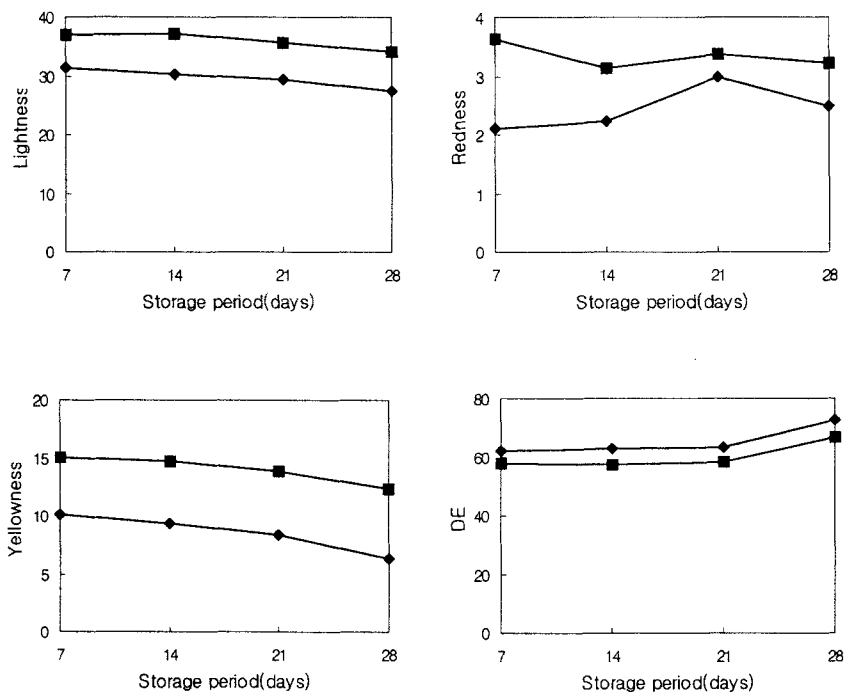 40
30
20
10
0
Lightness
7 14 21 28
Storage period(days)
4
3
2
1
0
Redness
7 14 21 28
Storage period(days)
20
15
10
5
0
Yellowness
7 14 21 28
Storage period(days)
80
60
40
20
0
DE
7 14 21 28
Storage period(days)